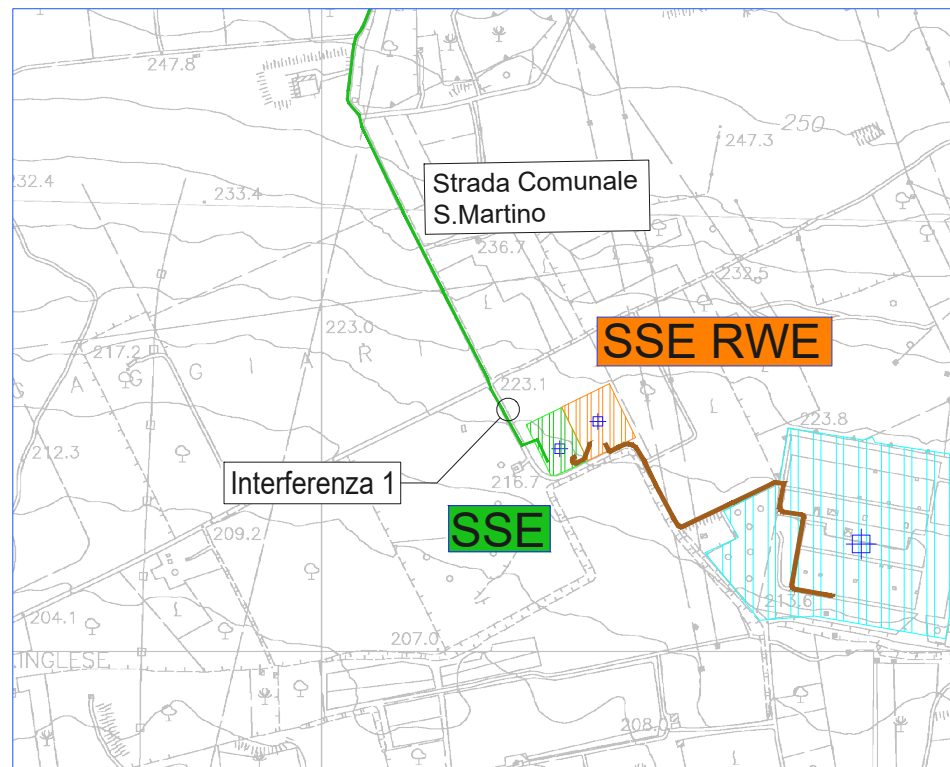 247.8
250
247.3
232.4
233.4
Strada Comunale
S.Martino
236.7
232.5
223.0
SSE RWE
217.2
G A G G I A R I
223.1
223.8
212.3
216.7
Interferenza 1
SSE
209.2
213.6
204.1
207.0
.INGLESE
208.0